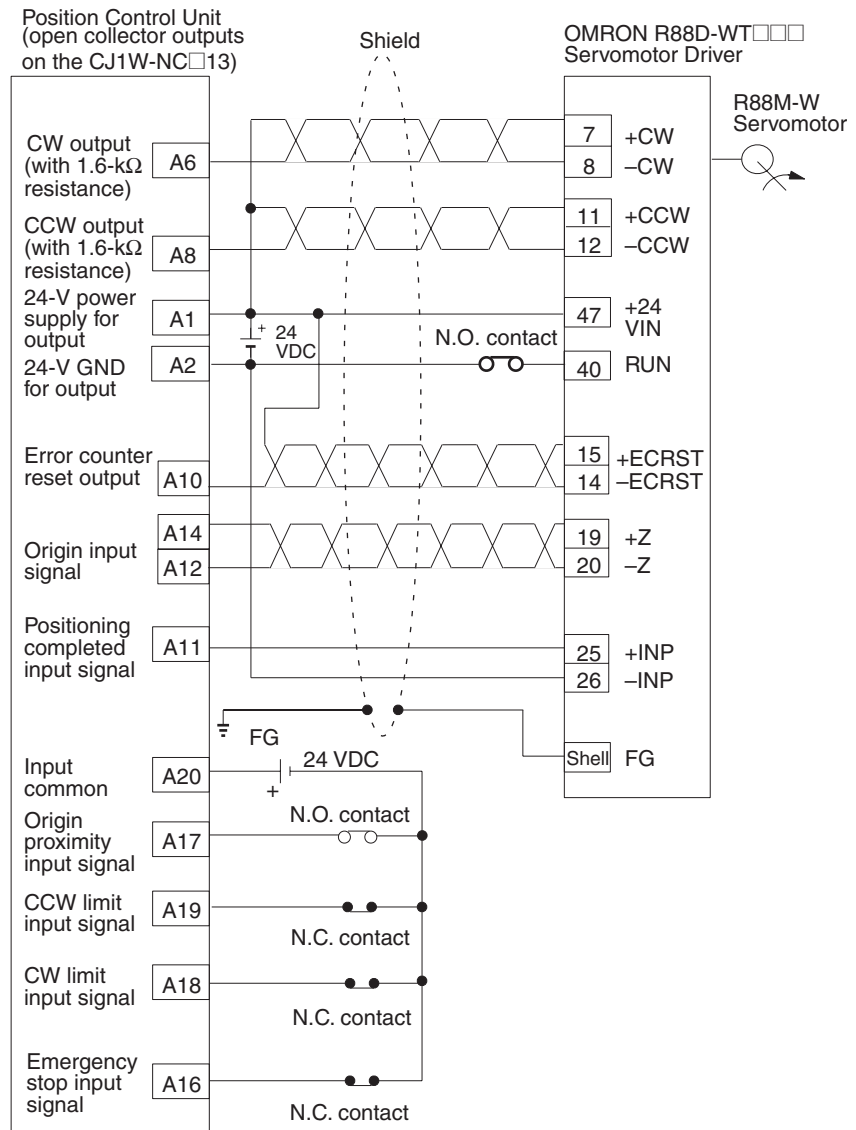 Position Control Unit
(open collector outputs
on the CJ1W-NC□13)
Shield
OMRON R88D-WT□□□
Servomotor Driver
R88M-W
Servomotor
CW output
(with 1.6-kΩ
resistance)
A6
7
+CW
8
–CW
CCW output
(with 1.6-kΩ
resistance)
A8
11
+CCW
12
–CCW
24-V power
supply for
output
A1
+ 24
VDC
47
+24
VIN
24-V GND
for output
A2
N.O. contact
40
RUN
Error counter
reset output
A10
15
+ECRST
14
–ECRST
Origin input
signal
A14
A12
19
+Z
20
–Z
Positioning
completed
input signal
A11
25
+INP
26
–INP
FG
Shell
FG
Input
common
A20
24 VDC
+
Origin
proximity
input signal
A17
N.O. contact
CCW limit
input signal
A19
N.C. contact
CW limit
input signal
A18
N.C. contact
Emergency
stop input
signal
A16
N.C. contact